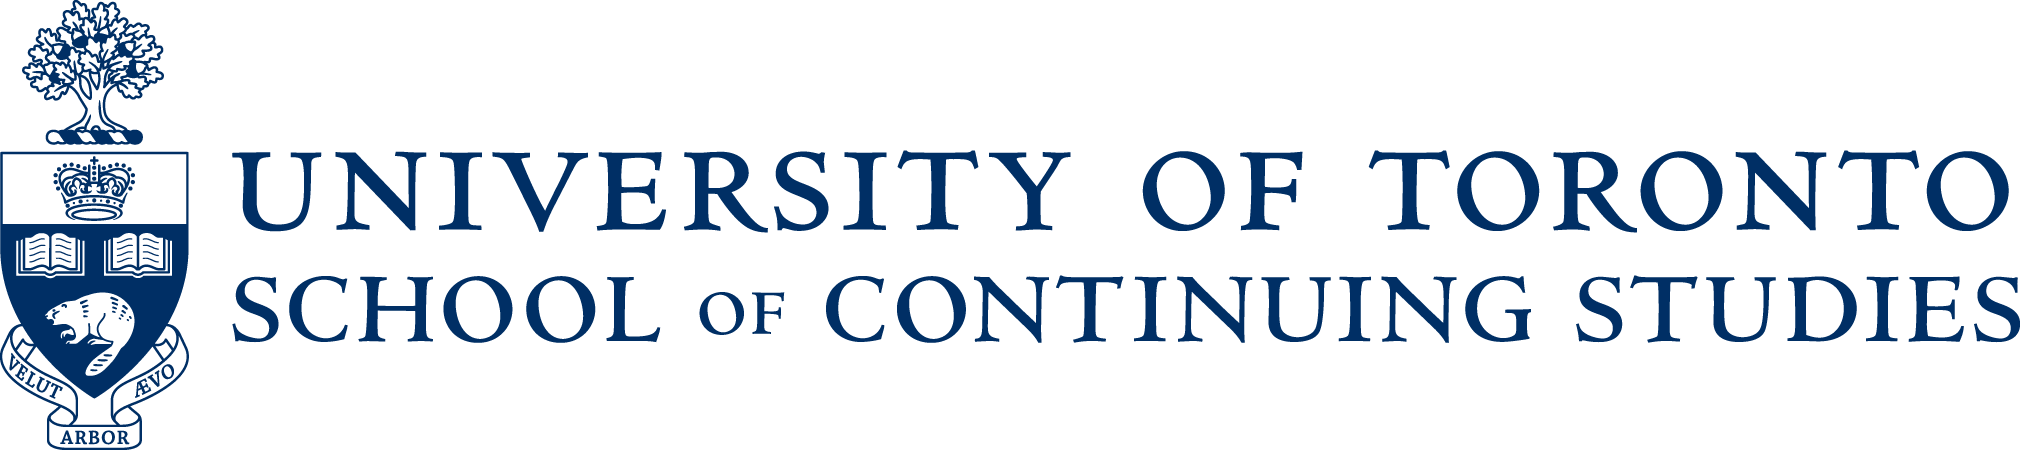 UNIVERSITY OF TORONTO
SCHOOL OF CONTINUING STUDIES
VELUT ARBOR ÆVO